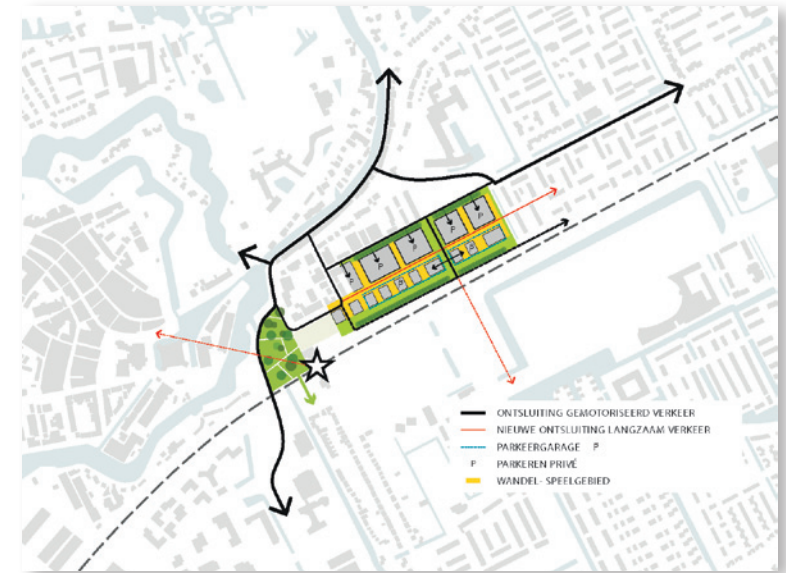 P
P
P
P
P
P
P
P
P
ONTSLUITING GEMOTORISEERD VERKEER
NIEUWE ONTSLUITING LANGZAAM VERKEER
PARKEERGARAGE P
P PARKEREN PRIVÉ
WANDEL- SPEELGEBIED